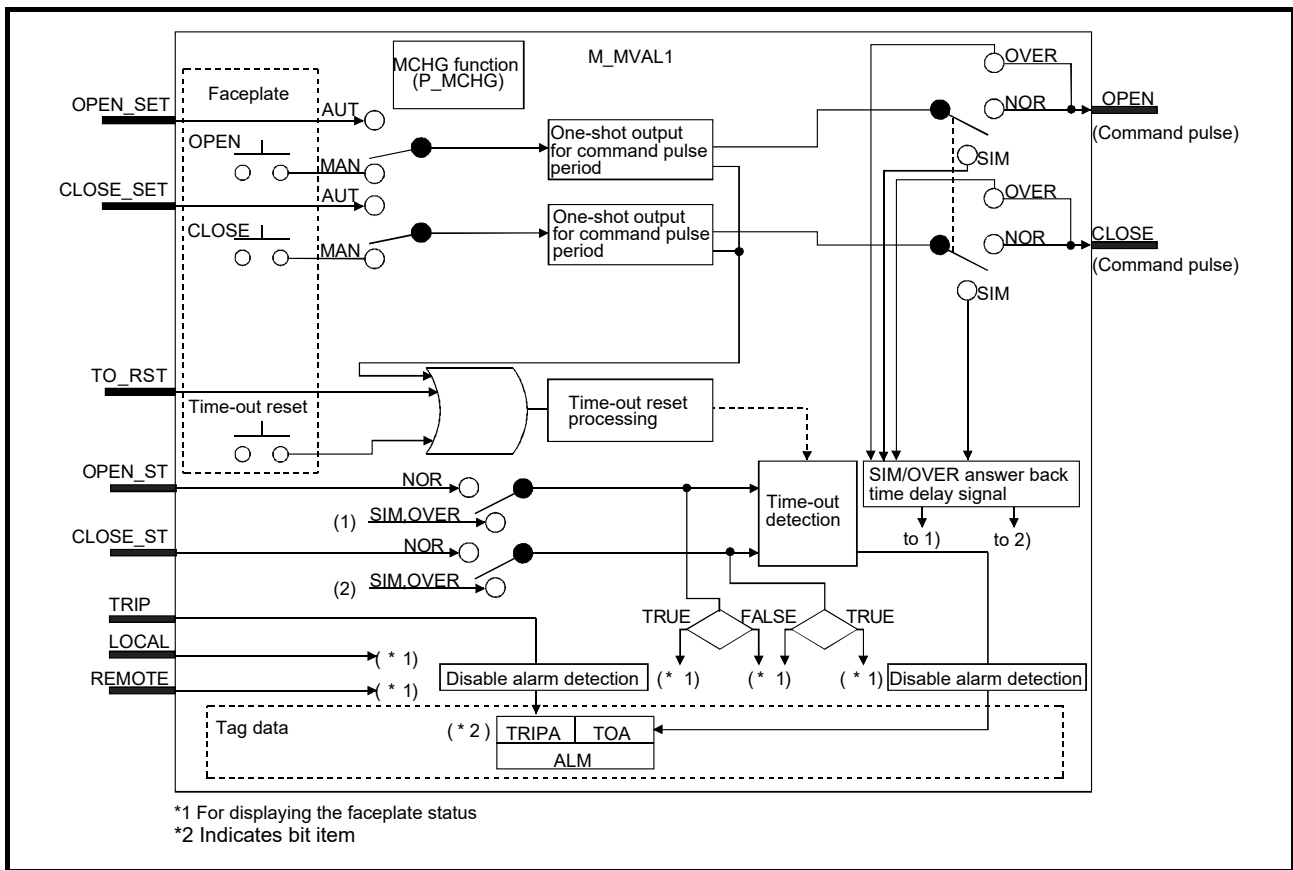 MCHG function
(P_MCHG)
M_MVAL1
OVER
Faceplate
OPEN_SET
AUT
NOR
OPEN
(Command pulse)
OPEN
One-shot output
for command pulse
period
MAN
SIM
CLOSE_SET
AUT
OVER
CLOSE
One-shot output
for command pulse
period
MAN
NOR
CLOSE
(Command pulse)
SIM
TO_RST
Time-out reset
Time-out reset
processing
OPEN_ST
NOR
(1)
SIM,OVER
Time-out
detection
SIM/OVER answer back
time delay signal
to 1)
to 2)
CLOSE_ST
NOR
(2)
SIM,OVER
TRIP
TRUE
FALSE
TRUE
LOCAL
( * 1)
REMOTE
( * 1)
Disable alarm detection
( * 1)
( * 1)
( * 1)
Disable alarm detection
Tag data
( * 2 )
TRIPA
TOA
ALM
*1 For displaying the faceplate status
*2 Indicates bit item